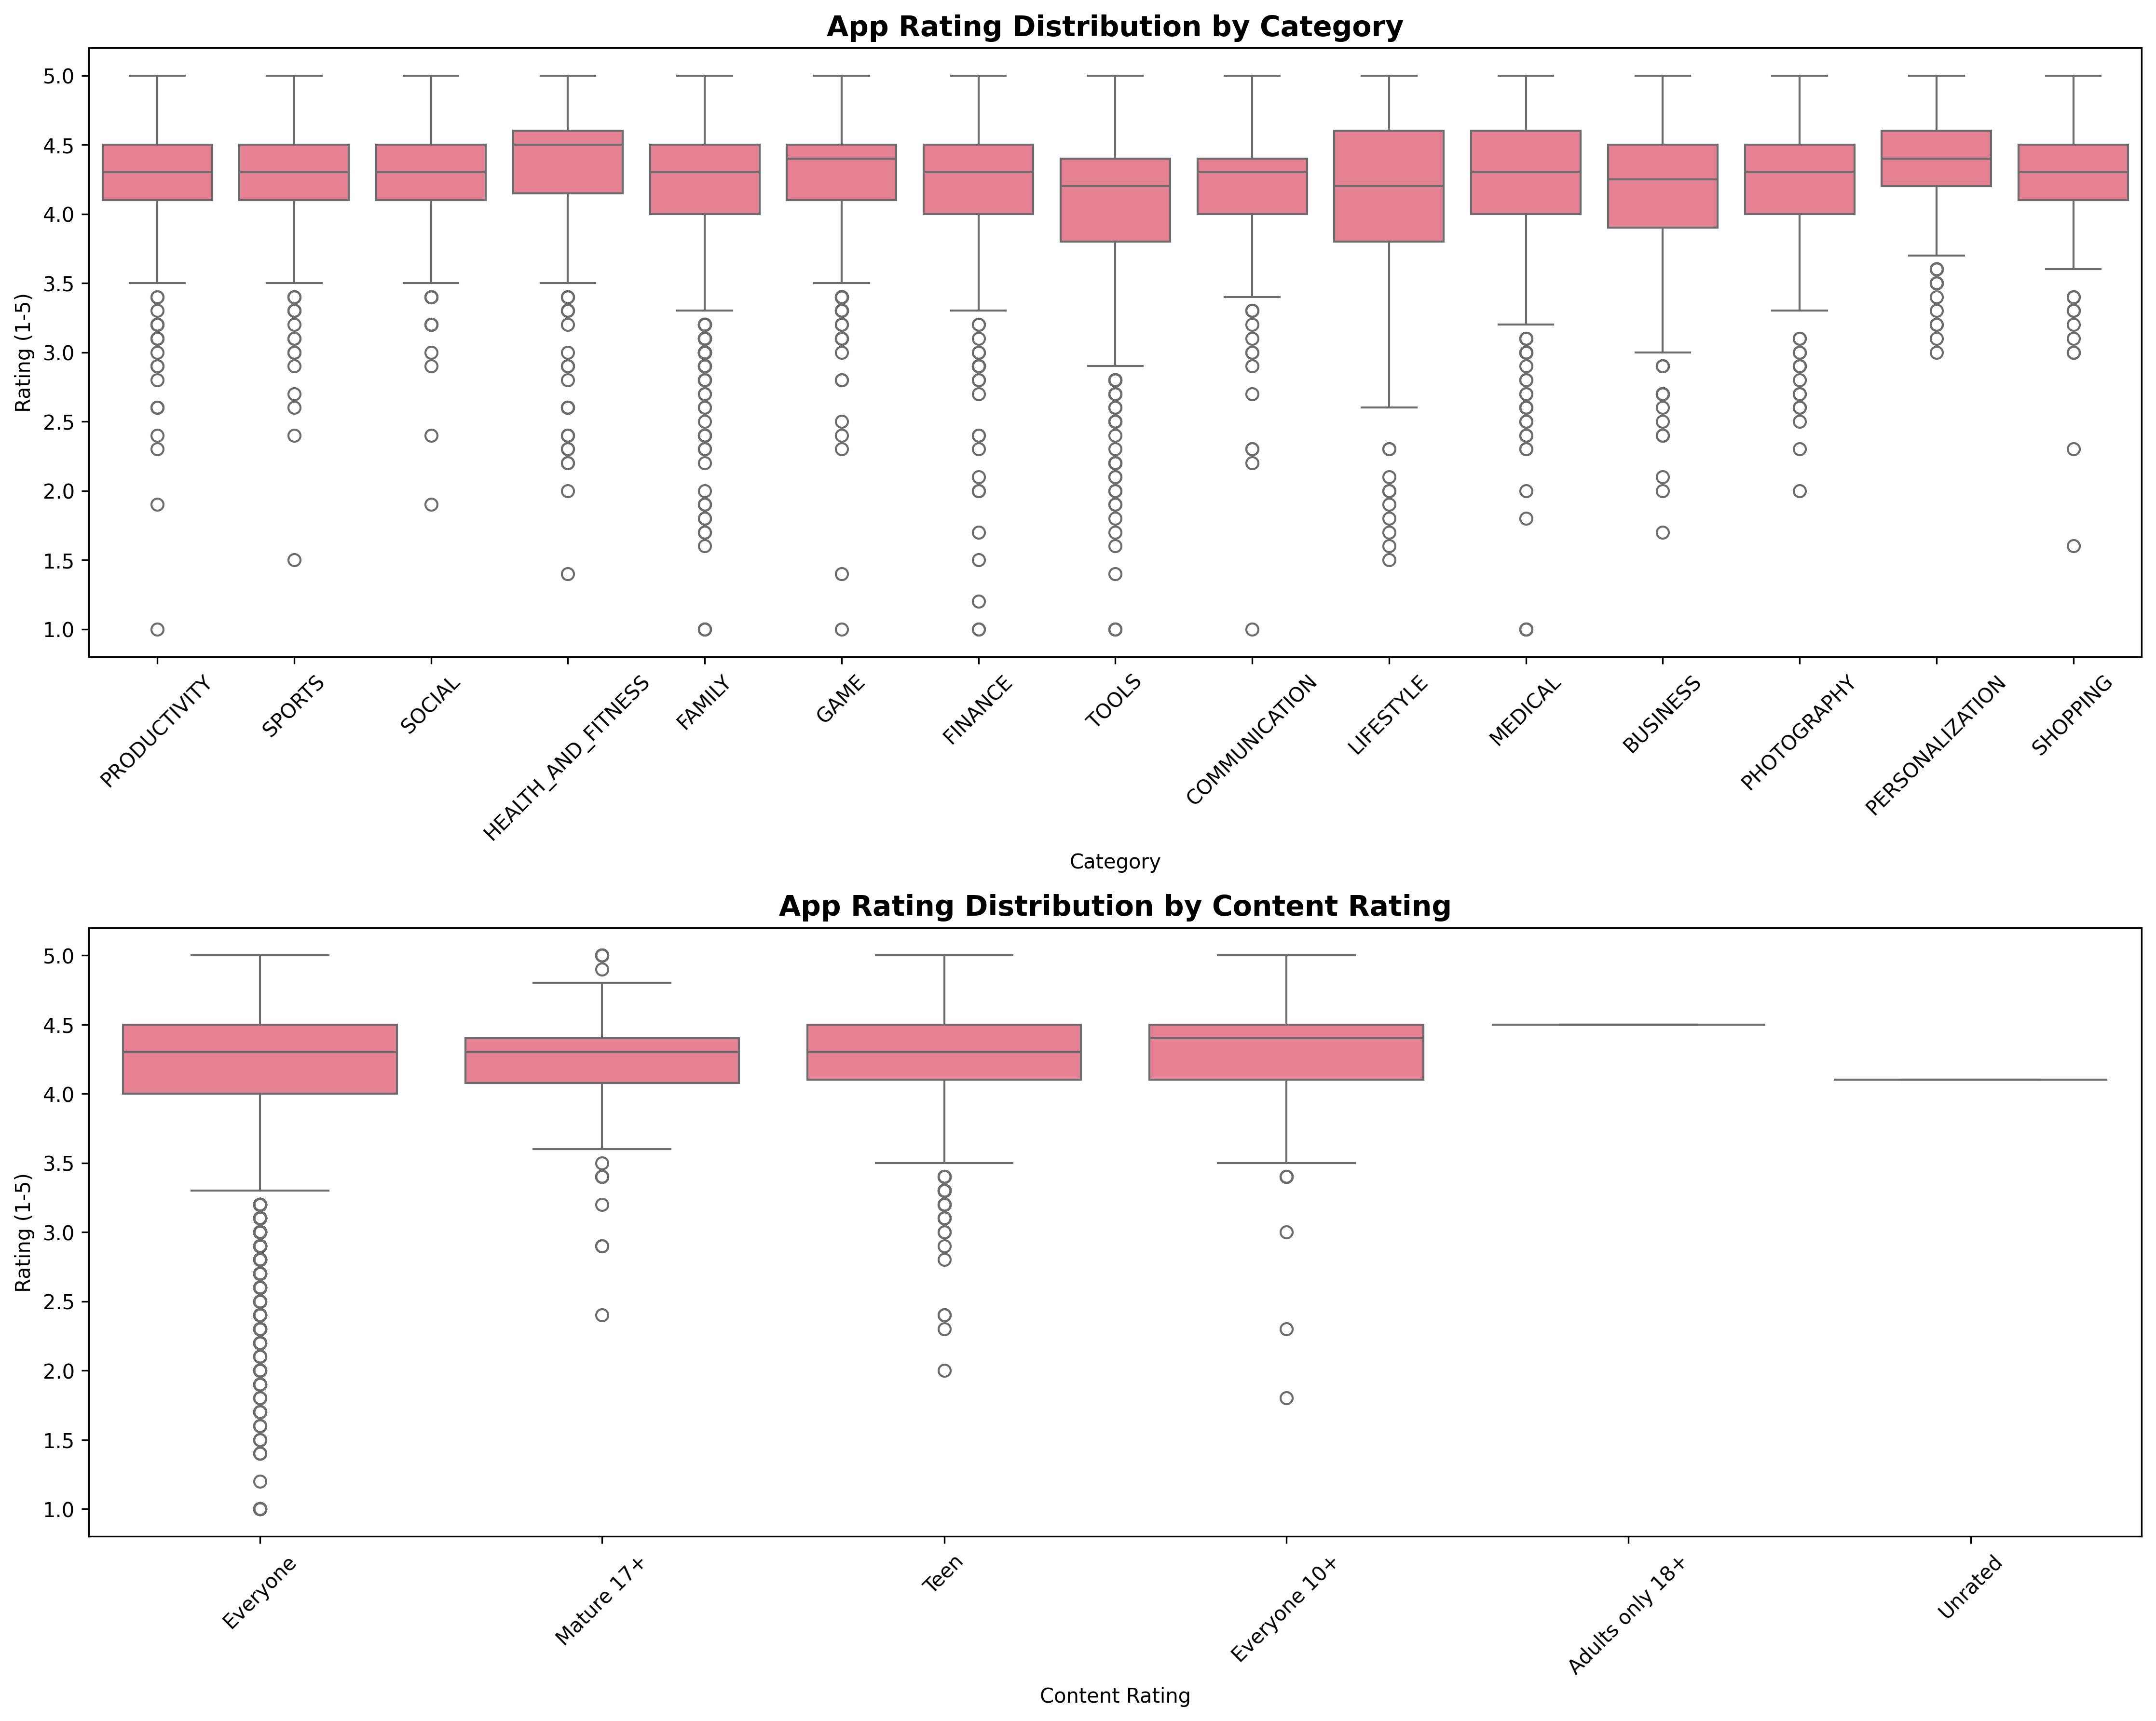 App Rating Distribution by Category
Rating (1-5)
5.0
4.5
4.0
3.5
3.0
2.5
2.0
1.5
1.0
PRODUCTIVITY
SPORTS
SOCIAL
HEALTH_AND_FITNESS
FAMILY
GAME
FINANCE
TOOLS
COMMUNICATION
LIFESTYLE
MEDICAL
BUSINESS
PHOTOGRAPHY
PERSONALIZATION
SHOPPING
Category
App Rating Distribution by Content Rating
Rating (1-5)
5.0
4.5
4.0
3.5
3.0
2.5
2.0
1.5
1.0
Everyone
Mature 17+
Teen
Everyone 10+
Adults only 18+
Unrated
Content Rating